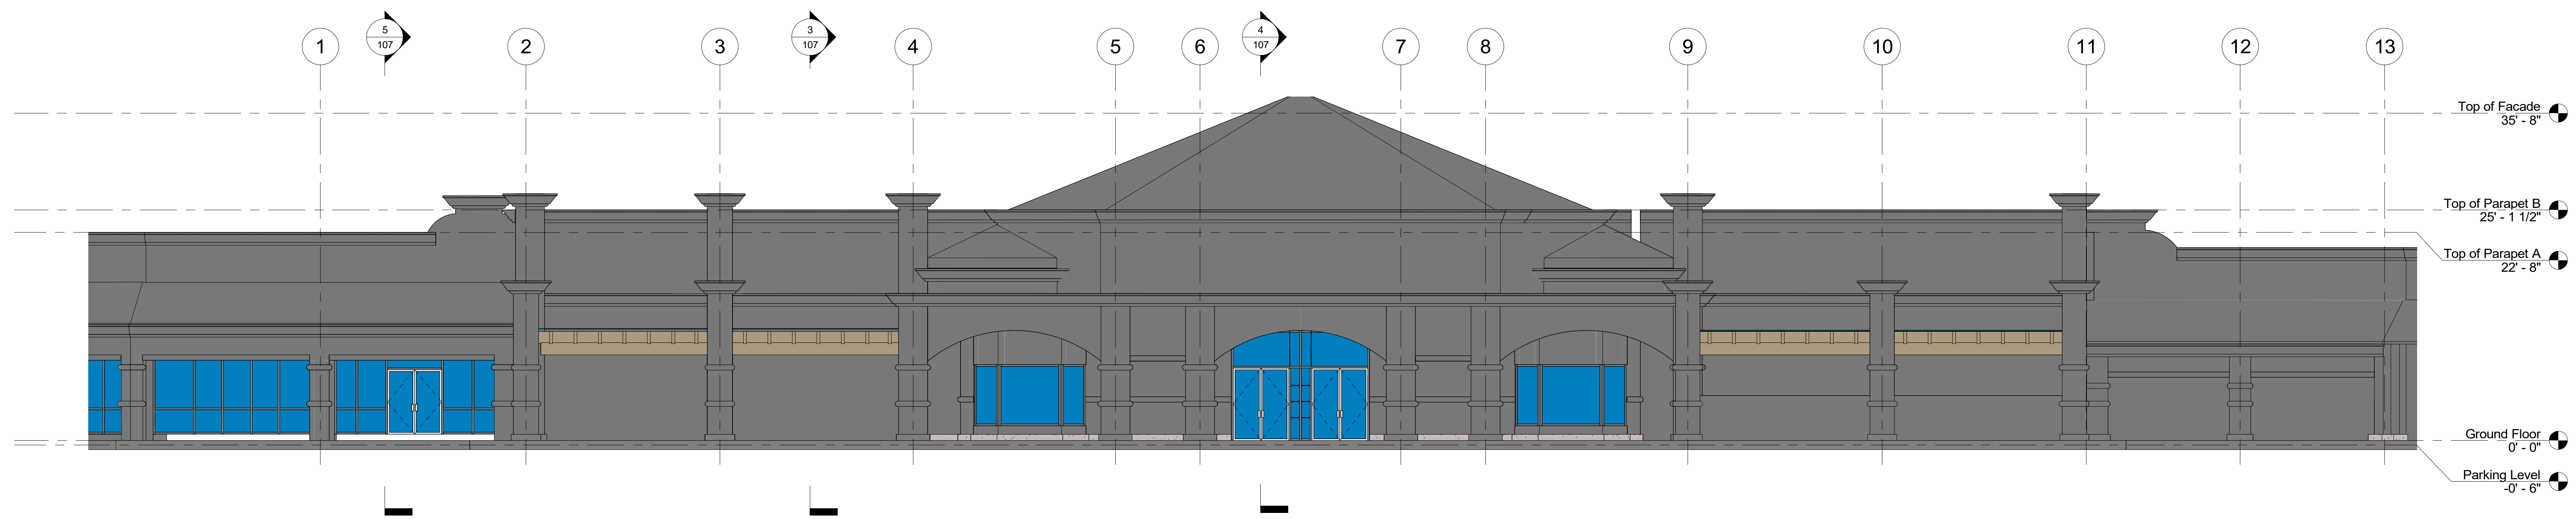 5
107
3
107
4
107
1
2
3
4
5
6
7
8
9
10
11
12
13
Top of Facade
35' - 8"
Top of Parapet B
25' - 1 1/2"
Top of Parapet A
22' - 8"
Ground Floor
0' - 0"
Parking Level
-0' - 6"